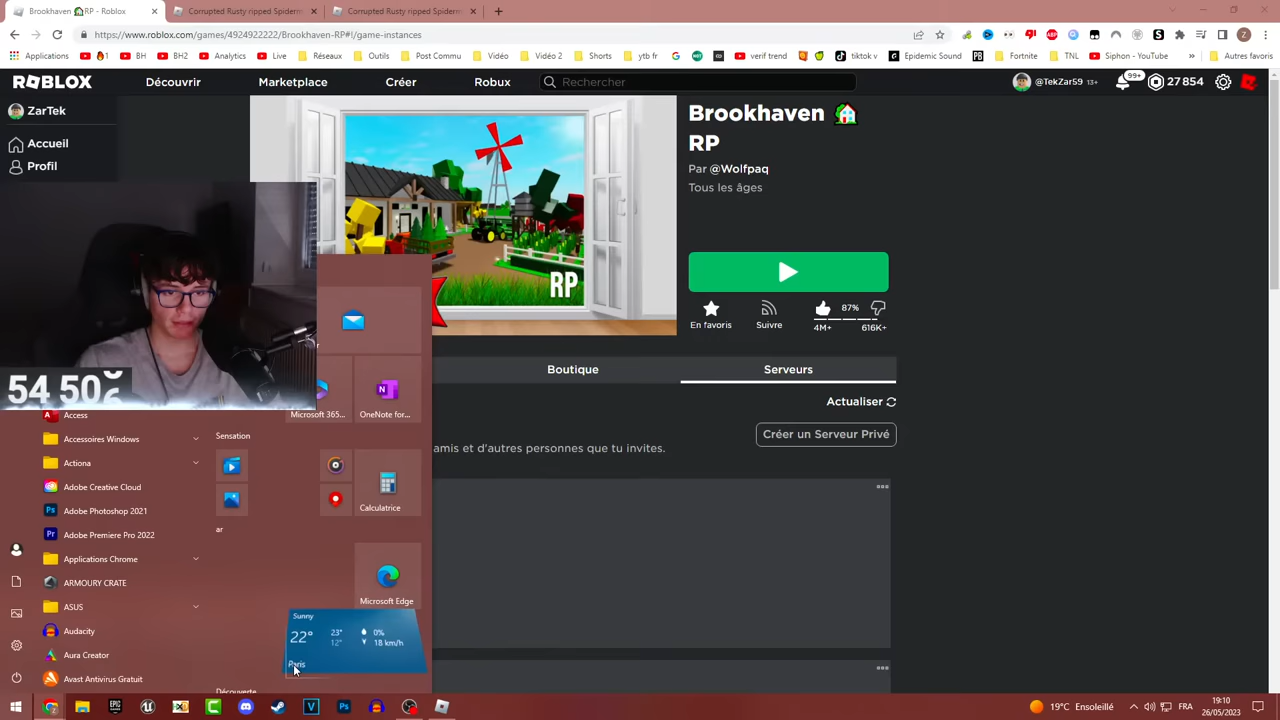 Brookhaven RP - Roblox
Corrupted Rusty ripped Spiderm
Corrupted Rusty ripped Spiderm
https://www.roblox.com/games/4924922222/Brookhaven-RP#!/game-instances
Applications
1
BH
BH2
Analytics
Live
Réseaux
Outils
Post Commu
Vidéo
Vidéo 2
Shorts
ytb fr
verif trend
tiktok v
Epidemic Sound
Fortnite
TNL
Siphon - YouTube
»
Autres favoris
ROBLOX
Découvrir
Marketplace
Créer
Robux
Rechercher
@TekZar59 13+
99+
27 854
ZarTek
Accueil
Profil
RP
Brookhaven
RP
Par @Wolfpaq
Tous les âges
En favoris
Suivre
87%
4M+
616K+
Boutique
Serveurs
Actualiser
Créer un Serveur Privé
amis et d'autres personnes que tu invites.
54 50
Microsoft 365...
OneNote for...
Access
Accessoires Windows
Actiona
Adobe Creative Cloud
Adobe Photoshop 2021
Adobe Premiere Pro 2022
Applications Chrome
ARMOURY CRATE
ASUS
Audacity
Aura Creator
Avast Antivirus Gratuit
Sensation
Calculatrice
ar
Microsoft Edge
Sunny
22°
23°
12°
0%
18 km/h
Paris
Découverte
19°C Ensoleillé
FRA
19:10
26/05/2023